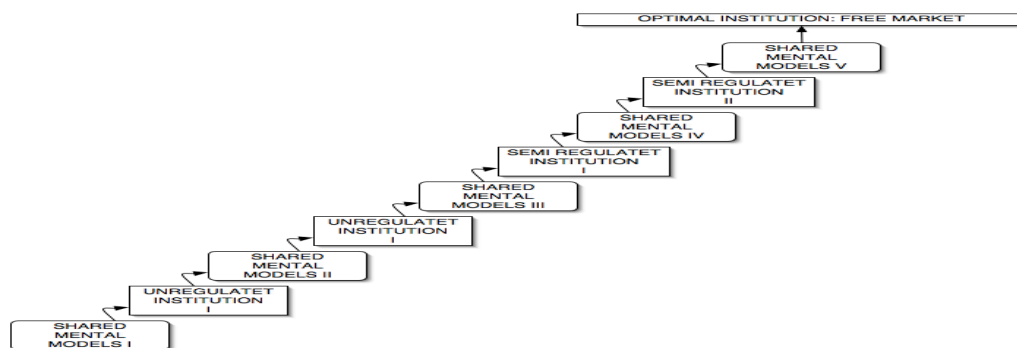 OPTIMAL INSTITUTION: FREE MARKET
SHARED
MENTAL
MODELS V
SEMI REGULATET
INSTITUTION
II
SHARED
MENTAL
MODELS IV
SEMI REGULATET
INSTITUTION
I
SHARED
MENTAL
MODELS III
UNREGULATET
INSTITUTION
I
SHARED
MENTAL
MODELS II
UNREGULATET
INSTITUTION
I
SHARED
MENTAL
MODELS I